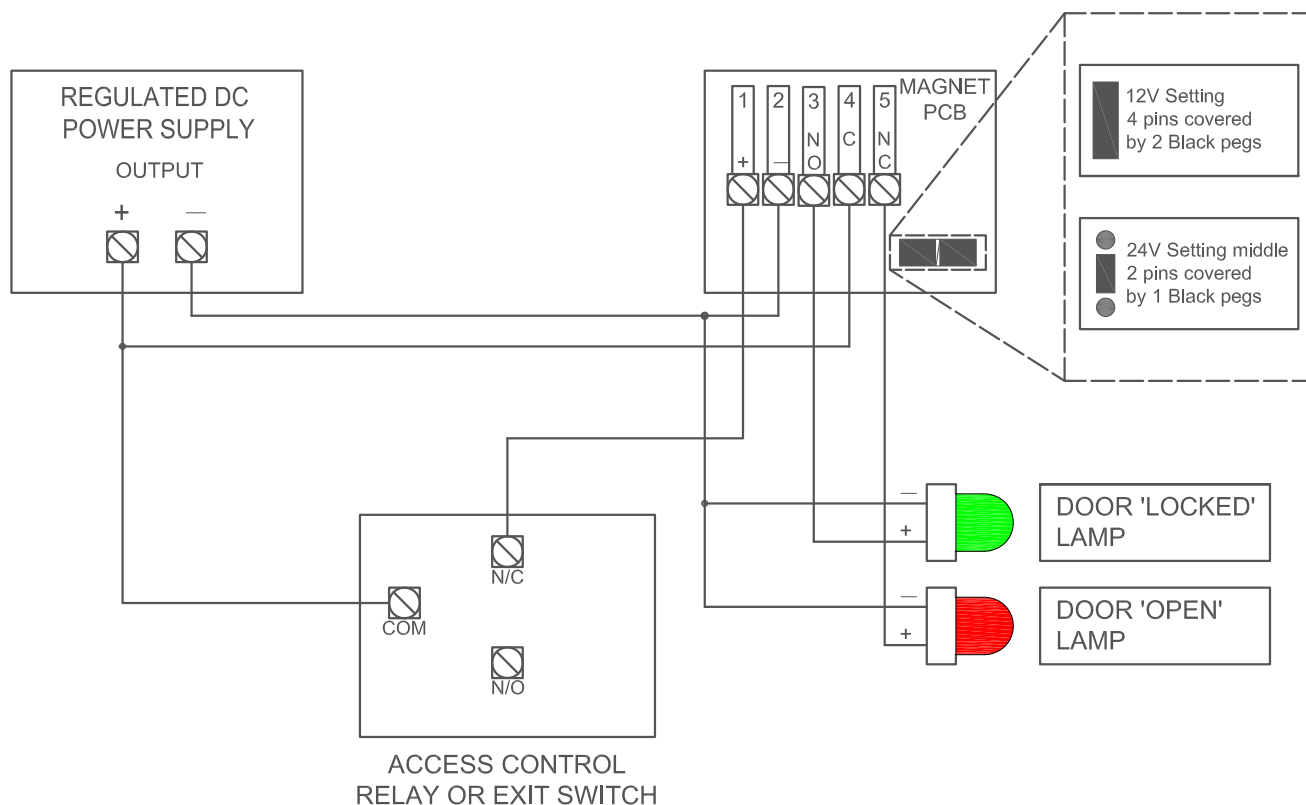 REGULATED DC
POWER SUPPLY
OUTPUT
+ —
MAGNET
PCB
1 2 3 4 5
+ — NO C NC
12V Setting
4 pins covered
by 2 Black pegs
24V Setting middle
2 pins covered
by 1 Black pegs
—
+
DOOR 'LOCKED'
LAMP
—
+
DOOR 'OPEN'
LAMP
N/C
COM
N/O
ACCESS CONTROL
RELAY OR EXIT SWITCH